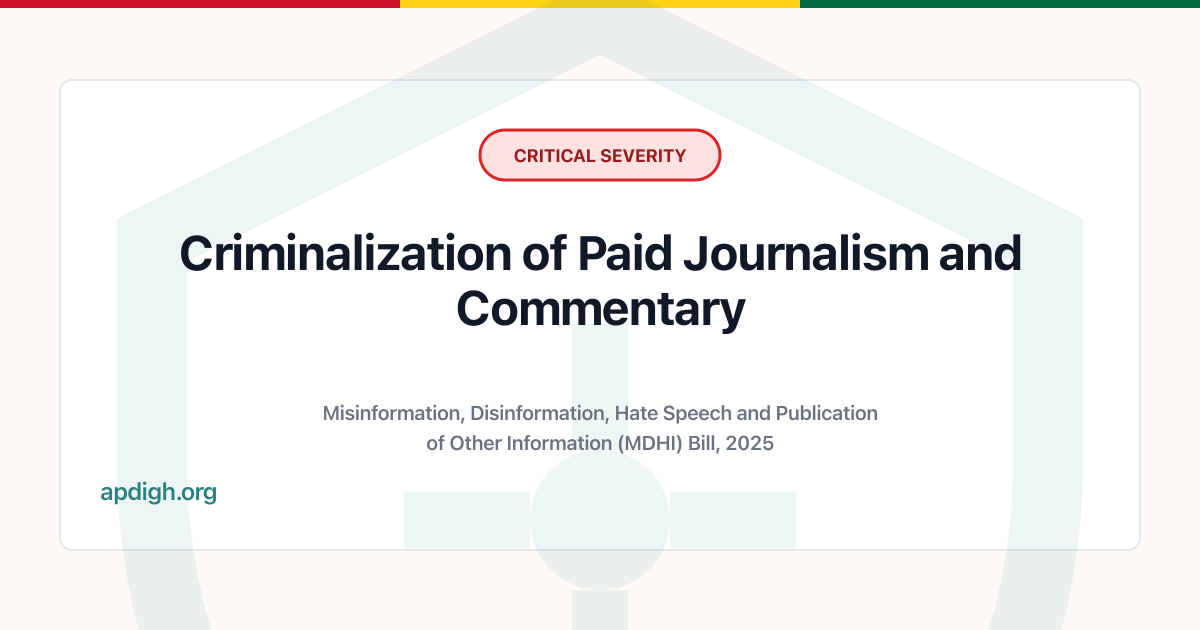 CRITICAL SEVERITY
Criminalization of Paid Journalism and
Commentary
Misinformation, Disinformation, Hate Speech and Publication
of Other Information (MDHI) Bill, 2025
apdigh.org